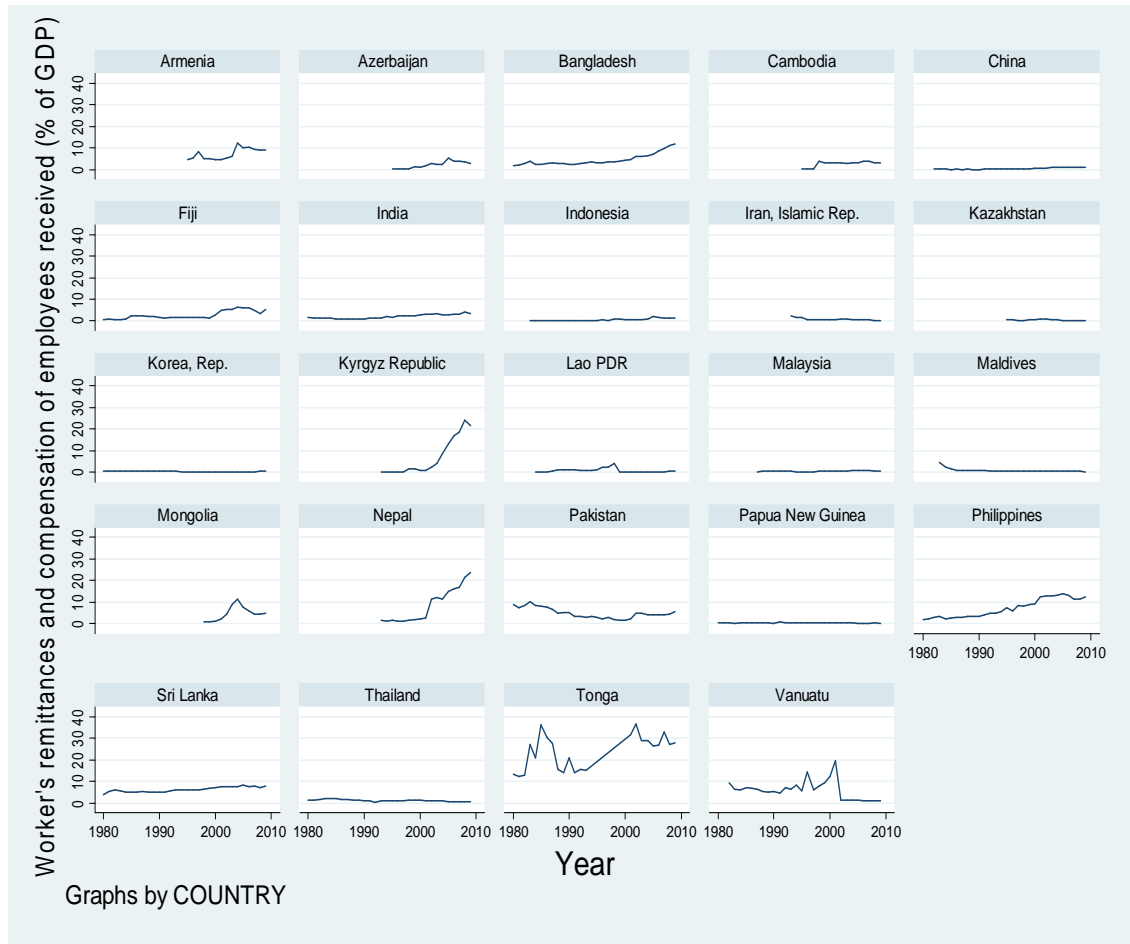 Worker's remittances and compensation of employees received (% of GDP)
Armenia Azerbaijan Bangladesh Cambodia China
0 10 20 30 40
Fiji India Indonesia Iran, Islamic Rep. Kazakhstan
0 10 20 30 40
Korea, Rep. Kyrgyz Republic Lao PDR Malaysia Maldives
0 10 20 30 40
Mongolia Nepal Pakistan Papua New Guinea Philippines
0 10 20 30 40
1980 1990 2000 2010
Sri Lanka Thailand Tonga Vanuatu
0 10 20 30 40
1980 1990 2000 2010 1980 1990 2000 2010 1980 1990 2000 2010 1980 1990 2000 2010
Year
Graphs by COUNTRY